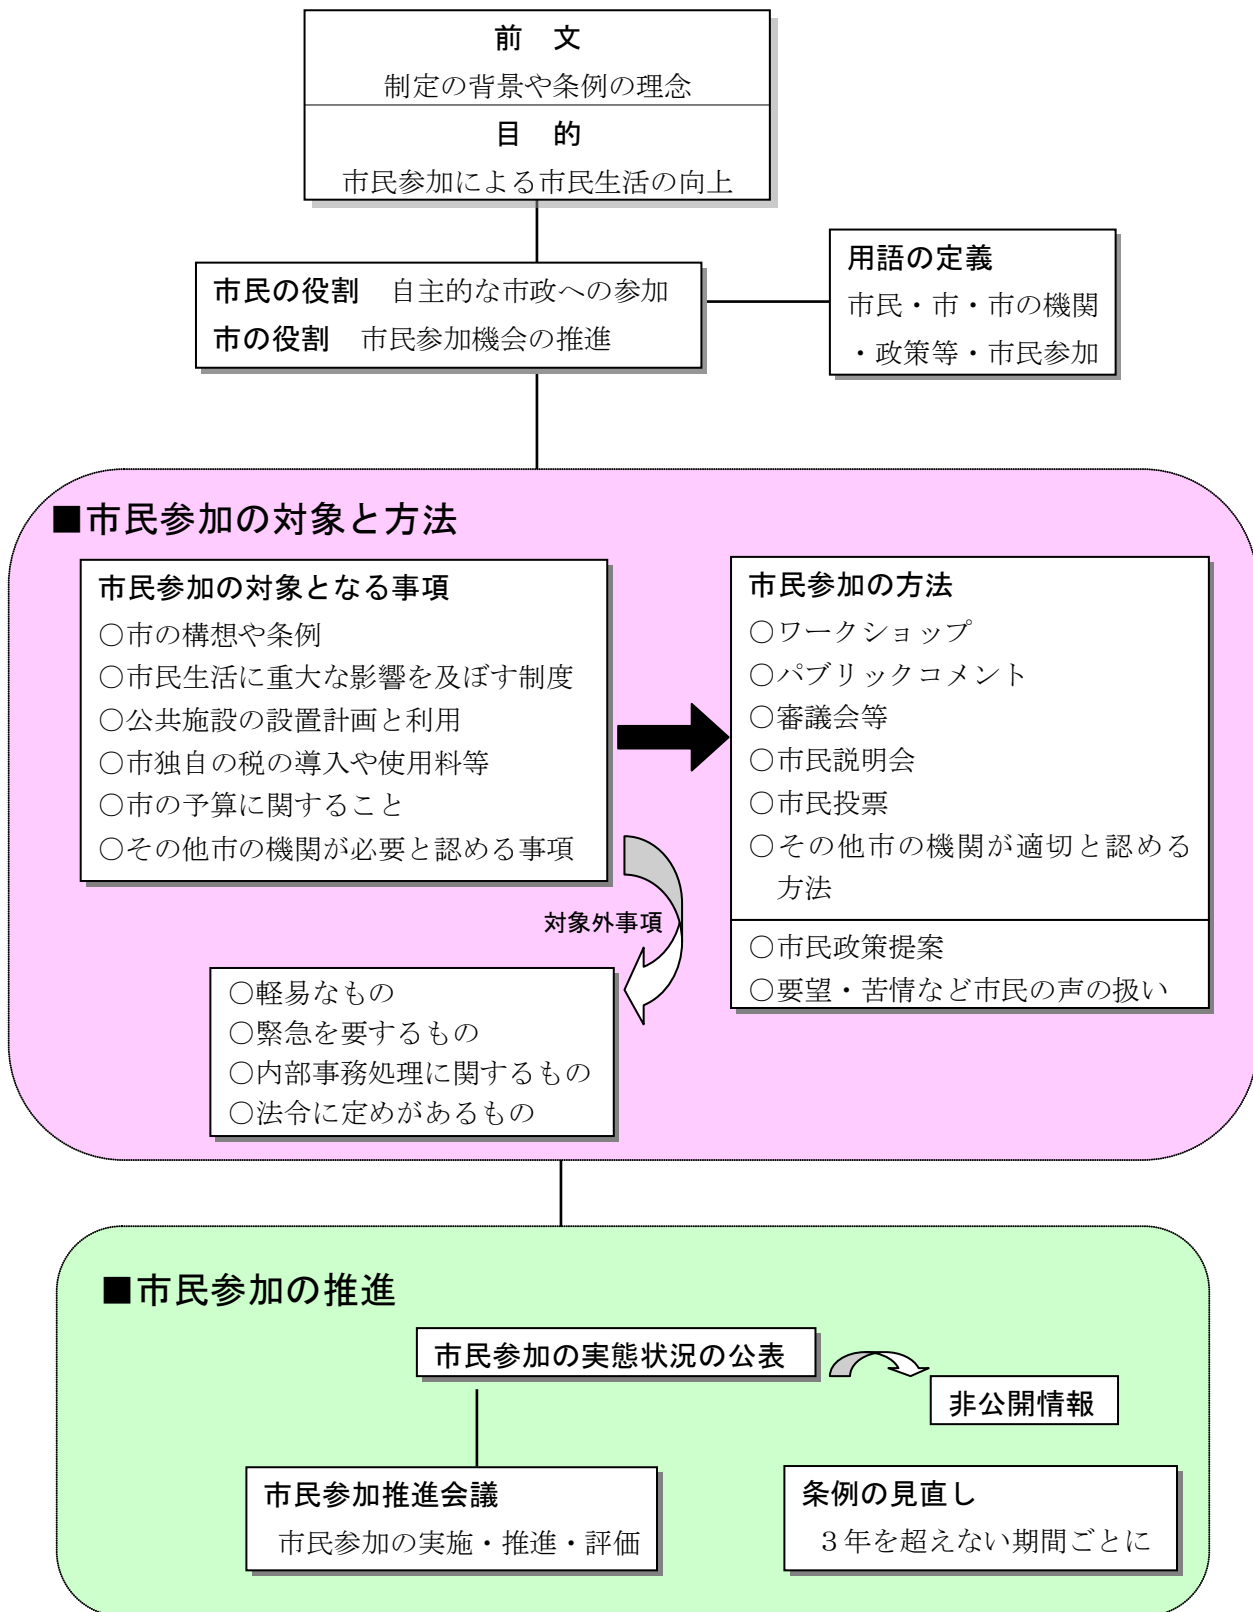 前　文
制定の背景や条例の理念
目　的
市民参加による市民生活の向上
市民の役割　自主的な市政への参加
市の役割　市民参加機会の推進
用語の定義
市民・市・市の機関
・政策等・市民参加
■市民参加の対象と方法
市民参加の対象となる事項
○市の構想や条例
○市民生活に重大な影響を及ぼす制度
○公共施設の設置計画と利用
○市独自の税の導入や使用料等
○市の予算に関すること
○その他市の機関が必要と認める事項
市民参加の方法
○ワークショップ
○パブリックコメント
○審議会等
○市民説明会
○市民投票
○その他市の機関が適切と認める
方法
○市民政策提案
○要望・苦情など市民の声の扱い
対象外事項
○軽易なもの
○緊急を要するもの
○内部事務処理に関するもの
○法令に定めがあるもの
■市民参加の推進
市民参加の実態状況の公表
非公開情報
市民参加推進会議
市民参加の実施・推進・評価
条例の見直し
３年を超えない期間ごとに